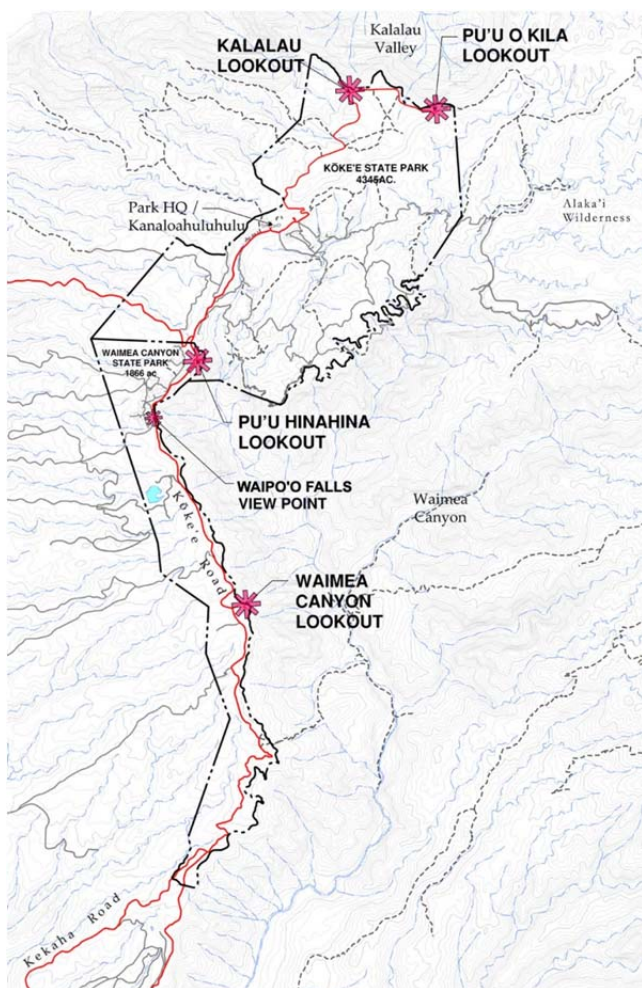 Kalalau
Valley
KALALAU
LOOKOUT
PU'U O KILA
LOOKOUT
KŌKE'E STATE PARK
4345AC.
Park HQ /
Kanaloahuluhulu
Alaka'i
Wilderness
WAIMEA CANYON
STATE PARK
1866 ac
PU'U HINAHINA
LOOKOUT
WAIPO'O FALLS
VIEW POINT
Kōke'e Road
Waimea
Canyon
WAIMEA
CANYON
LOOKOUT
Kekaha Road